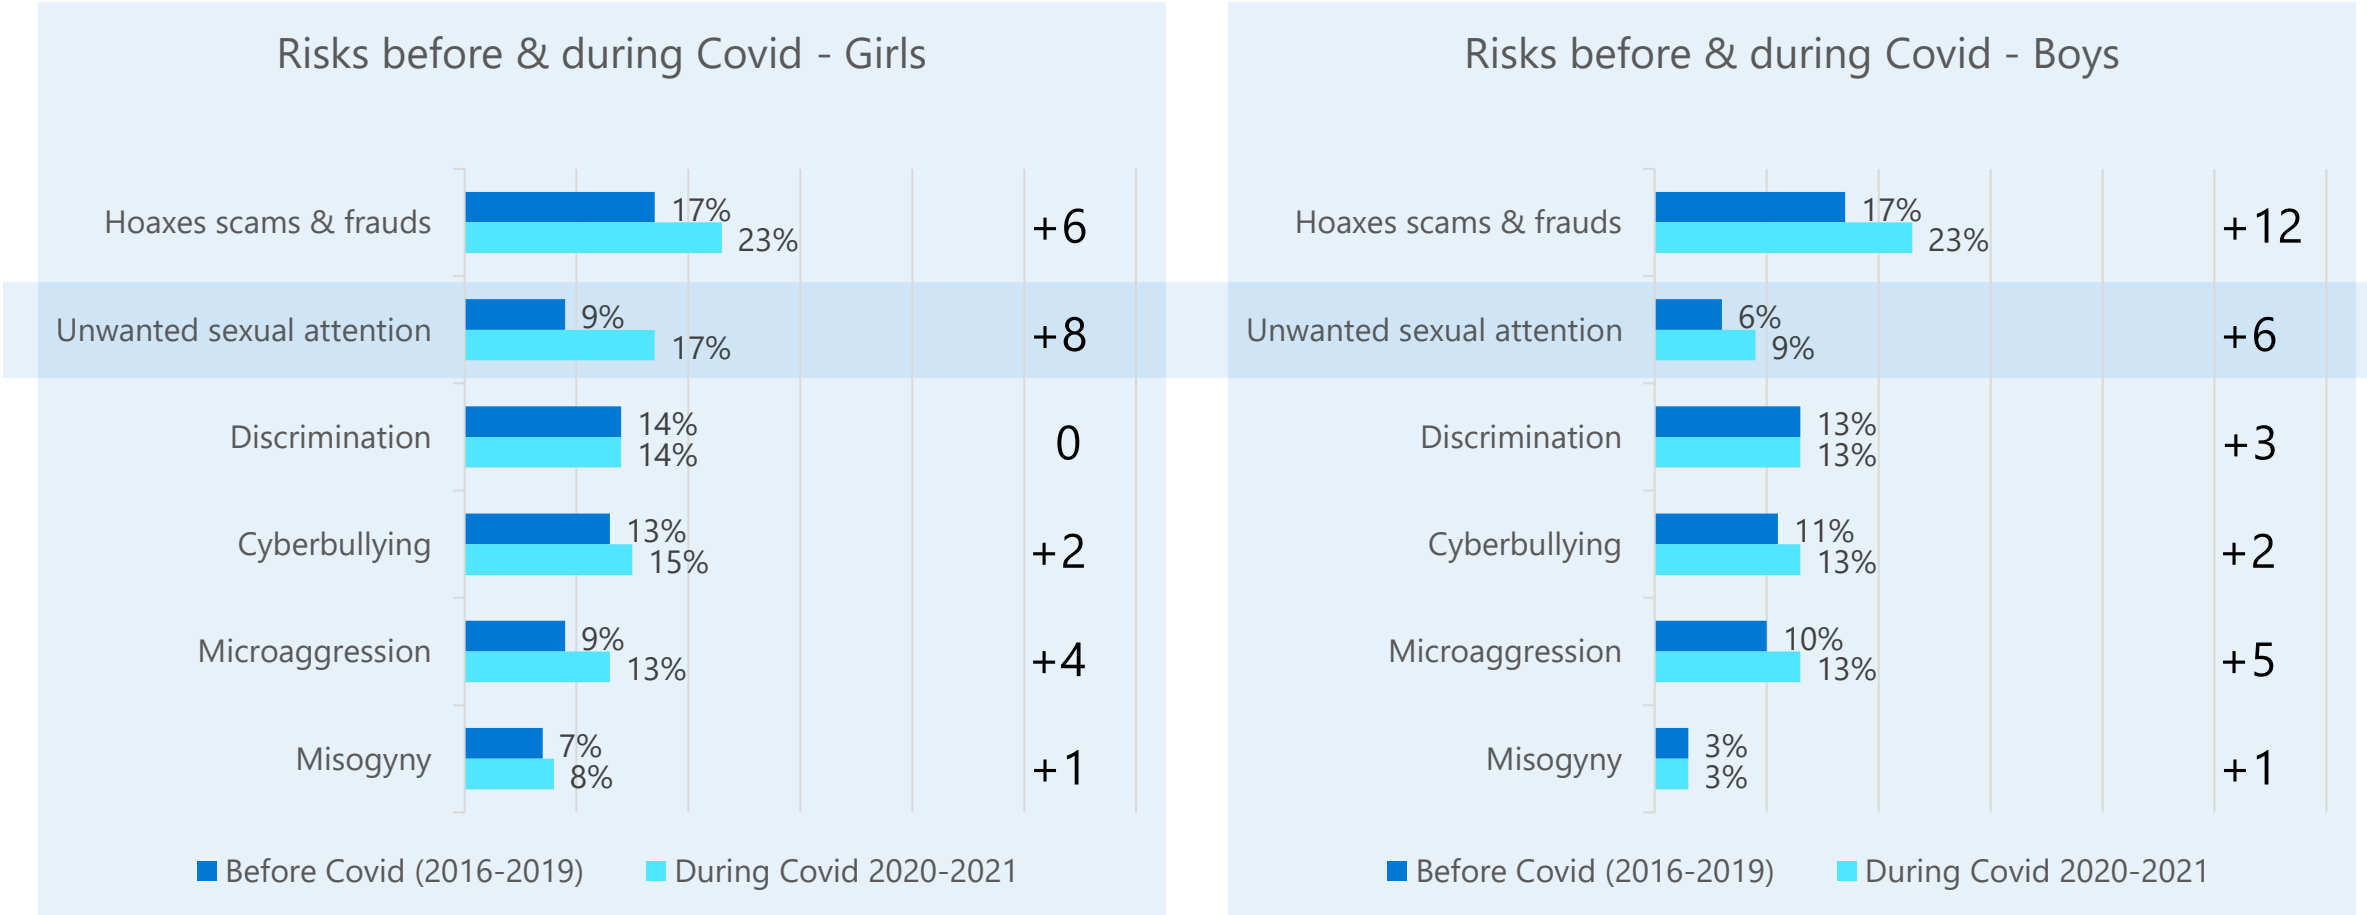 Risks before & during Covid - Girls
Hoaxes scams & frauds 17% 23% +6
Unwanted sexual attention 9% 17% +8
Discrimination 14% 14% 0
Cyberbullying 13% 15% +2
Microaggression 9% 13% +4
Misogyny 7% 8% +1
Before Covid (2016-2019) During Covid 2020-2021
Risks before & during Covid - Boys
Hoaxes scams & frauds 17% 23% +12
Unwanted sexual attention 6% 9% +6
Discrimination 13% 13% +3
Cyberbullying 11% 13% +2
Microaggression 10% 13% +5
Misogyny 3% 3% +1
Before Covid (2016-2019) During Covid 2020-2021